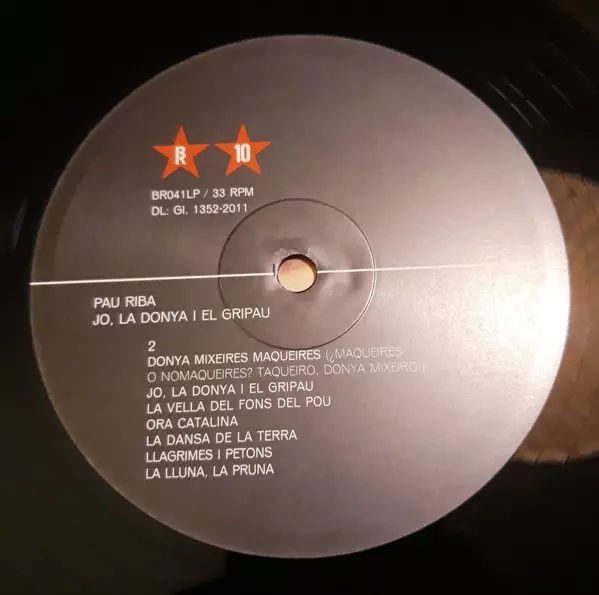 R 10
BR041LP / 33 RPM
DL: GI. 1352-2011
PAU RIBA
JO, LA DONYA I EL GRIPAU
2
DONYA MIXEIRES MAQUEIRES (¿MAQUEIRES
O NOMAQUEIRES? TAQUEIRO, DONYA MIXEIRO!)
JO, LA DONYA I EL GRIPAU
LA VELLA DEL FONS DEL POU
ORA CATALINA
LA DANSA DE LA TERRA
LLAGRIMES I PETONS
LA LLUNA, LA PRUNA